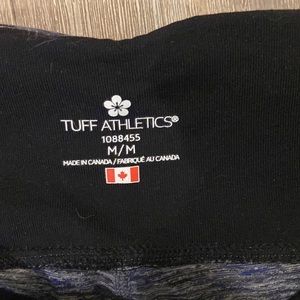 TUFF ATHLETICS®
1088455
M/M
MADE IN CANADA / FABRIQUÉ AU CANADA